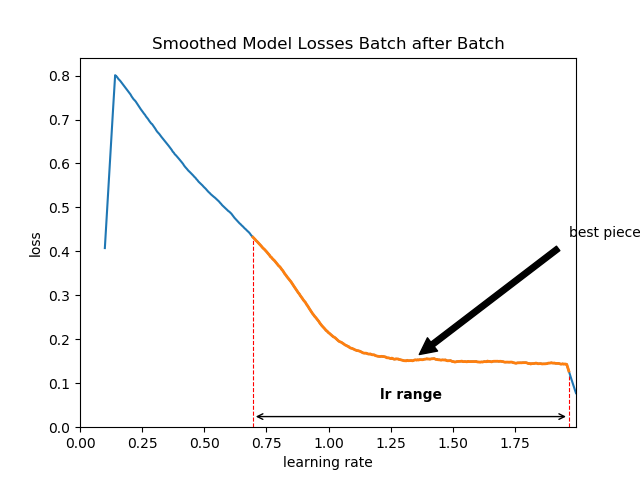 Smoothed Model Losses Batch after Batch
0.8
0.7
0.6
0.5
0.4
0.3
0.2
0.1
0.0
loss
best piece
lr range
0.00 0.25 0.50 0.75 1.00 1.25 1.50 1.75
learning rate